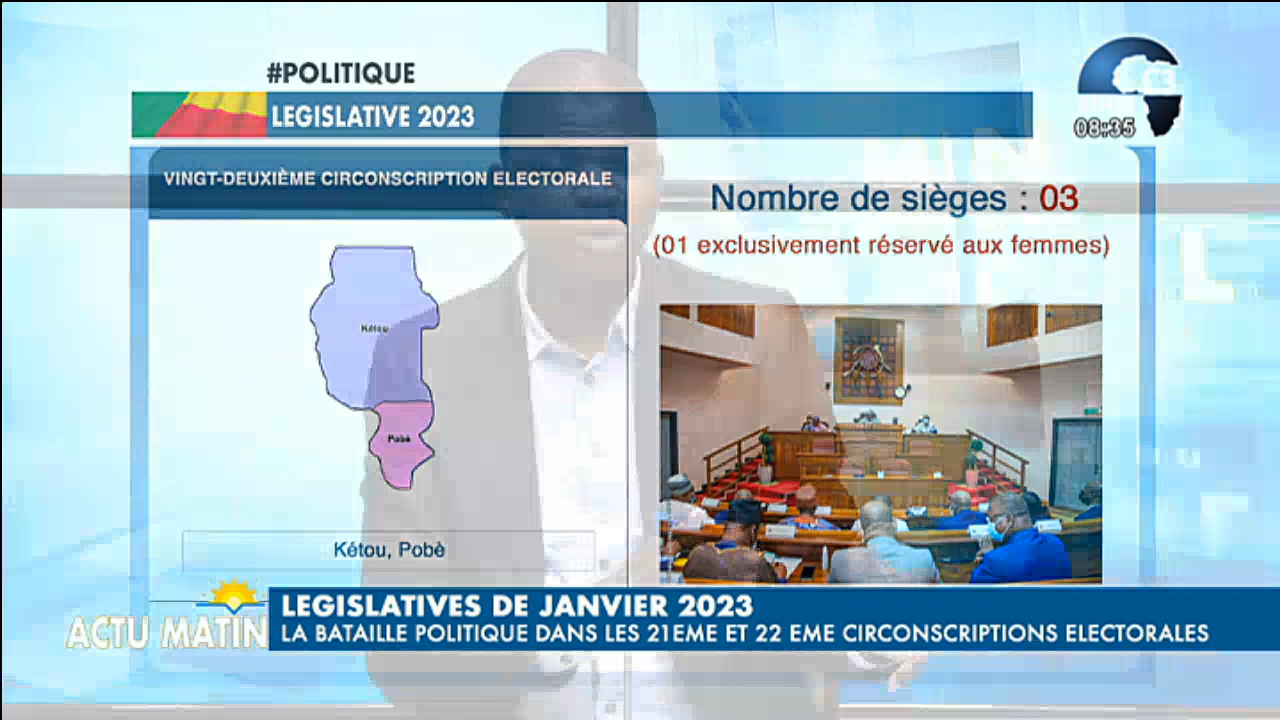 #POLITIQUE
LEGISLATIVE 2023
08:35
VINGT-DEUXIÈME CIRCONSCRIPTION ELECTORALE
Nombre de sièges : 03
(01 exclusivement réservé aux femmes)
Kétou
Pobè
Kétou, Pobè
ACTU MATIN
LEGISLATIVES DE JANVIER 2023
LA BATAILLE POLITIQUE DANS LES 21EME ET 22 EME CIRCONSCRIPTIONS ELECTORALES